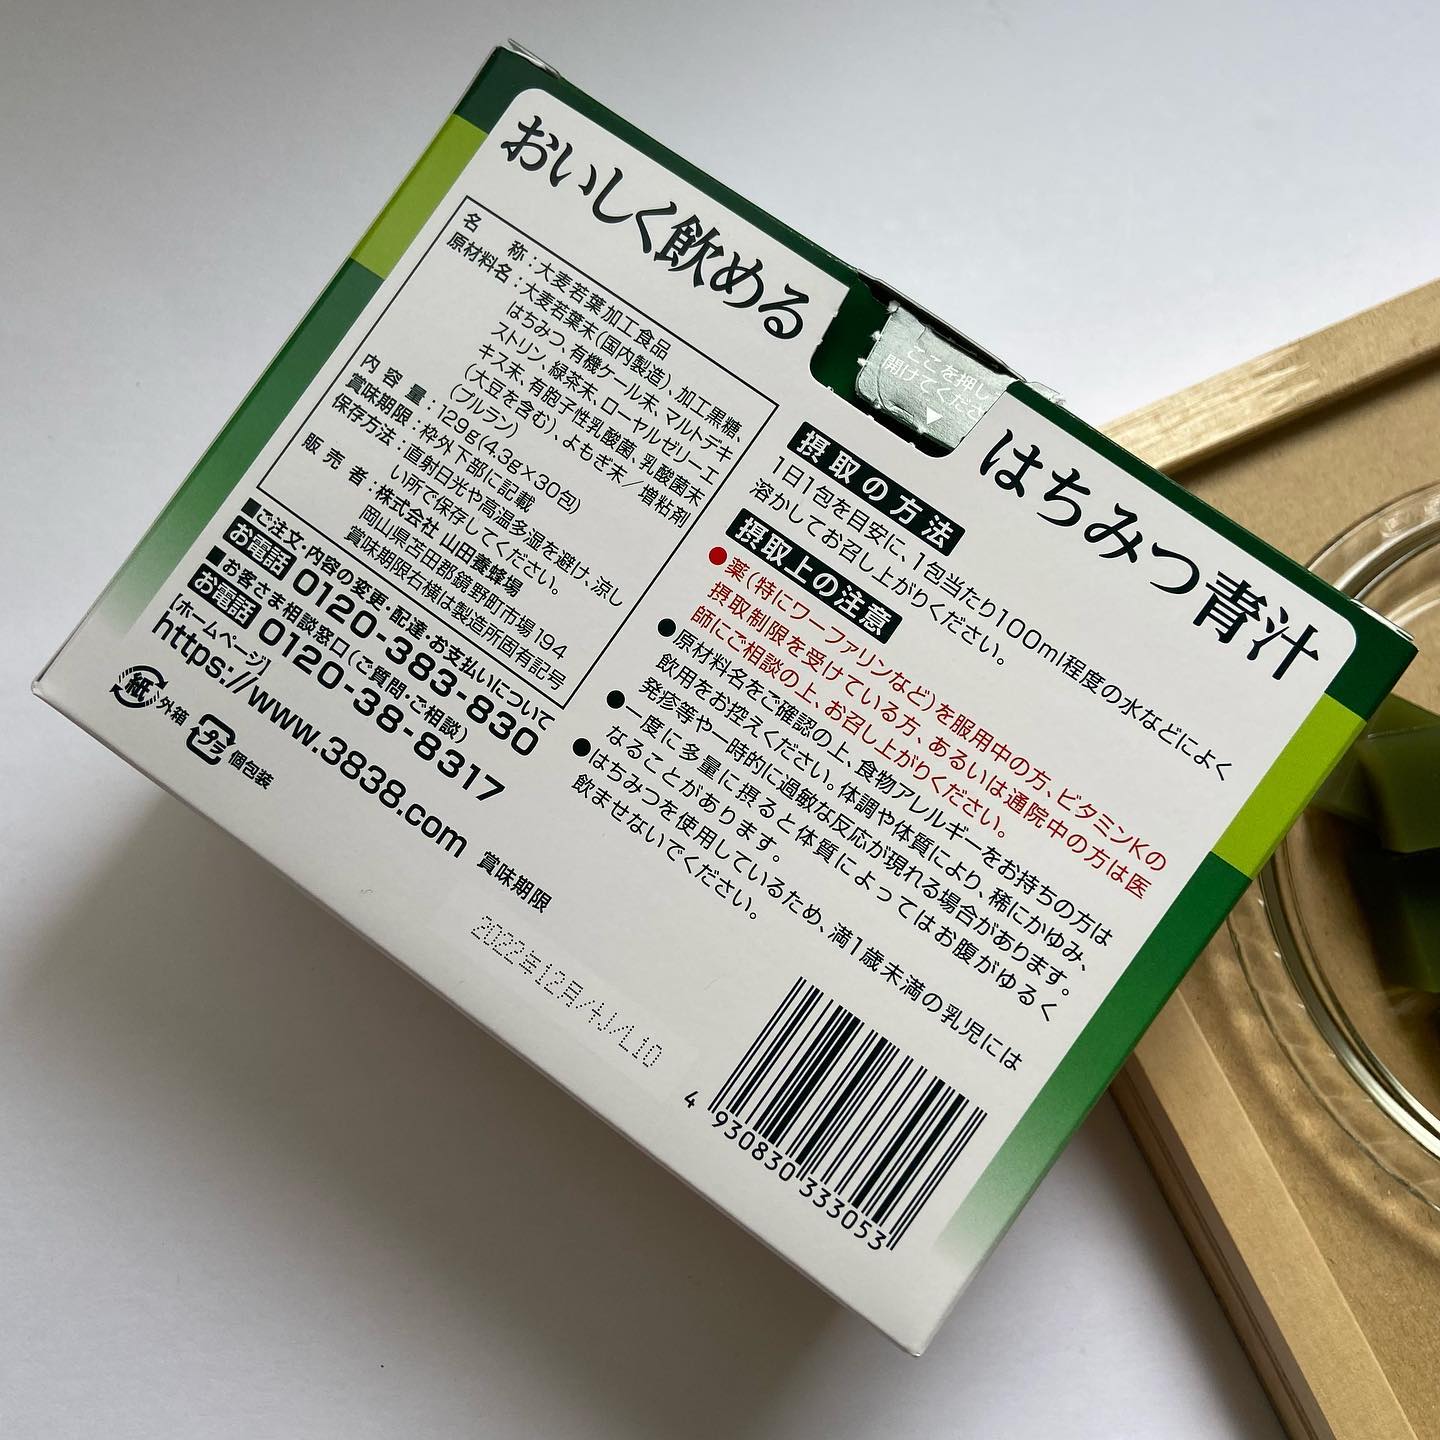 おいしく飲める
はちみつ青汁
ここを押して
開けてください
名称：大麦若葉加工食品
原材料名：大麦若葉末(国内製造)、加工黒糖、
はちみつ、有機ケール末、マルトデキ
ストリン、緑茶末、ローヤルゼリーエ
キス末、有胞子性乳酸菌、乳酸菌末
(大豆を含む)、よもぎ末／増粘剤
(プルラン)
内容量：129g(4.3g×30包)
賞味期限：枠外下部に記載
保存方法：直射日光や高温多湿を避け、涼し
い所で保存してください。
販売者：株式会社 山田養蜂場
岡山県苫田郡鏡野町市場194
賞味期限右横は製造所固有記号
■ご注文・内容の変更・配達・お支払いについて
お電話 0120-383-830
■お客さま相談窓口(ご質問・ご相談)
お電話 0120-38-8317
[ホームページ]
https://www.3838.com
紙 外箱
プラ 個包装
賞味期限
2022年12月/+J/L10
摂取の方法
1日1包を目安に、1包当たり100ml程度の水などによく
溶かしてお召し上がりください。
摂取上の注意
●薬(特にワーファリンなど)を服用中の方、ビタミンKの
摂取制限を受けている方、あるいは通院中の方は医
師にご相談の上、お召し上がりください。
●原材料名をご確認の上、食物アレルギーをお持ちの方は
飲用をお控えください。体調や体質により、稀にかゆみ、
発疹等や一時的に過敏な反応が現れる場合があります。
●一度に多量に摂ると体質によってはお腹がゆるく
なることがあります。
●はちみつを使用しているため、満1歳未満の乳児には
飲ませないでください。
4 930830 333053